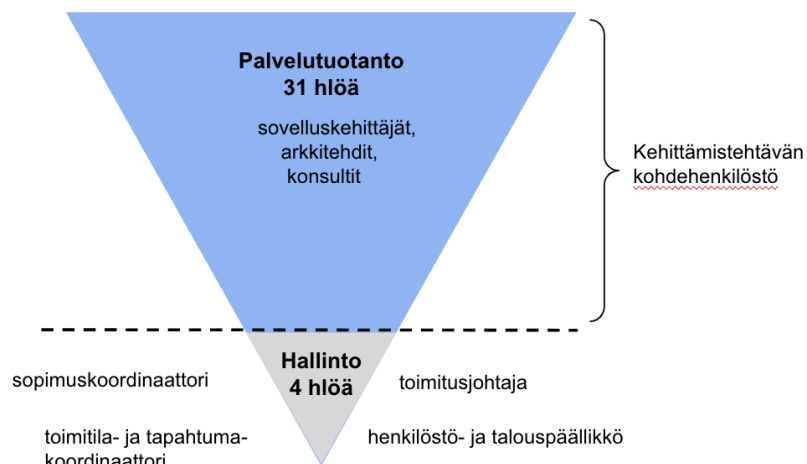 Palvelutuotanto
31 hlöä
sovelluskehittäjät,
arkkitehdit,
konsultit
Kehittämistehtävän
kohdehenkilöstö
Hallinto
4 hlöä
sopimuskoordinaattori
toimitusjohtaja
toimitila- ja tapahtuma-
koordinaattori
henkilöstö- ja talouspäällikkö